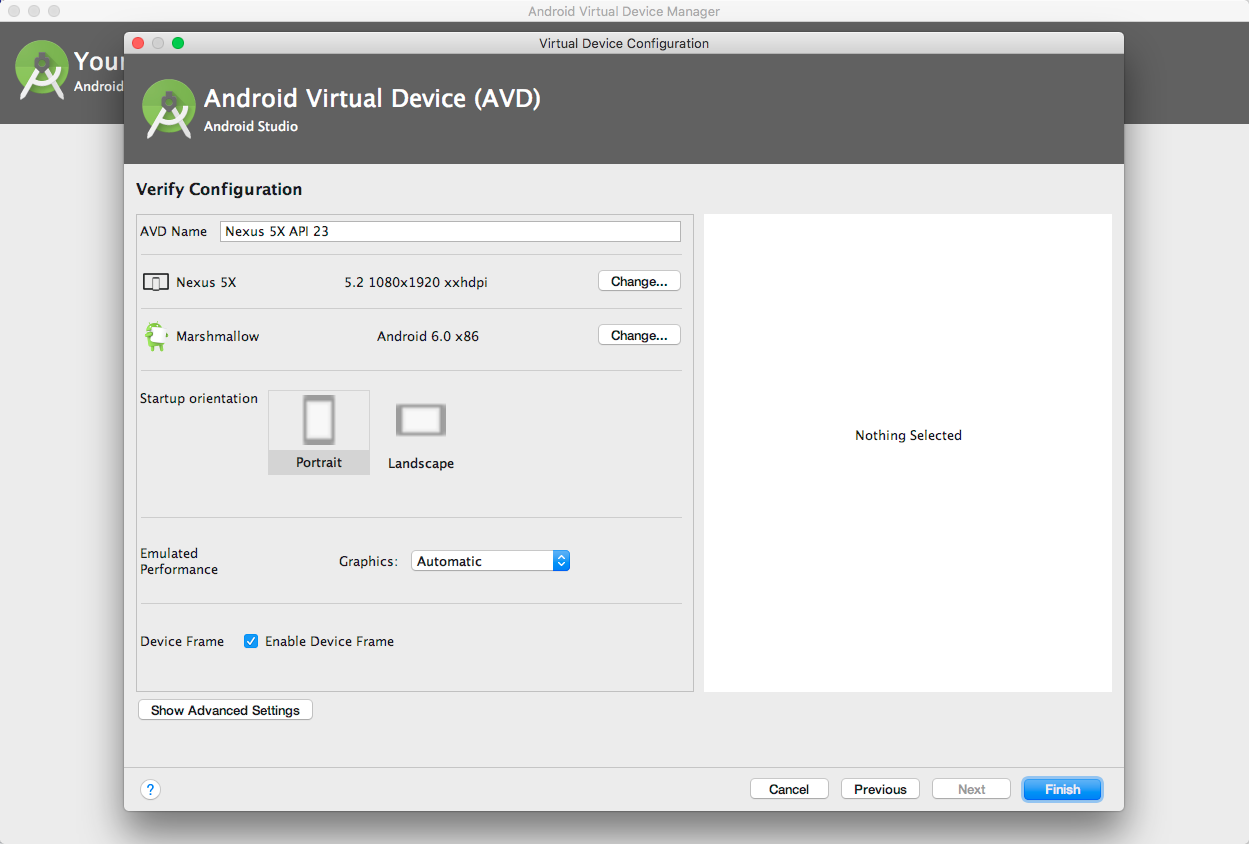 Android Virtual Device Manager
Your
Android
Virtual Device Configuration
Android Virtual Device (AVD)
Android Studio
Verify Configuration
AVD Name Nexus 5X API 23
Nexus 5X 5.2 1080x1920 xxhdpi Change...
Marshmallow Android 6.0 x86 Change...
Startup orientation
Portrait Landscape
Nothing Selected
Emulated
Performance
Graphics: Automatic
Device Frame Enable Device Frame
Show Advanced Settings
? Cancel Previous Next Finish